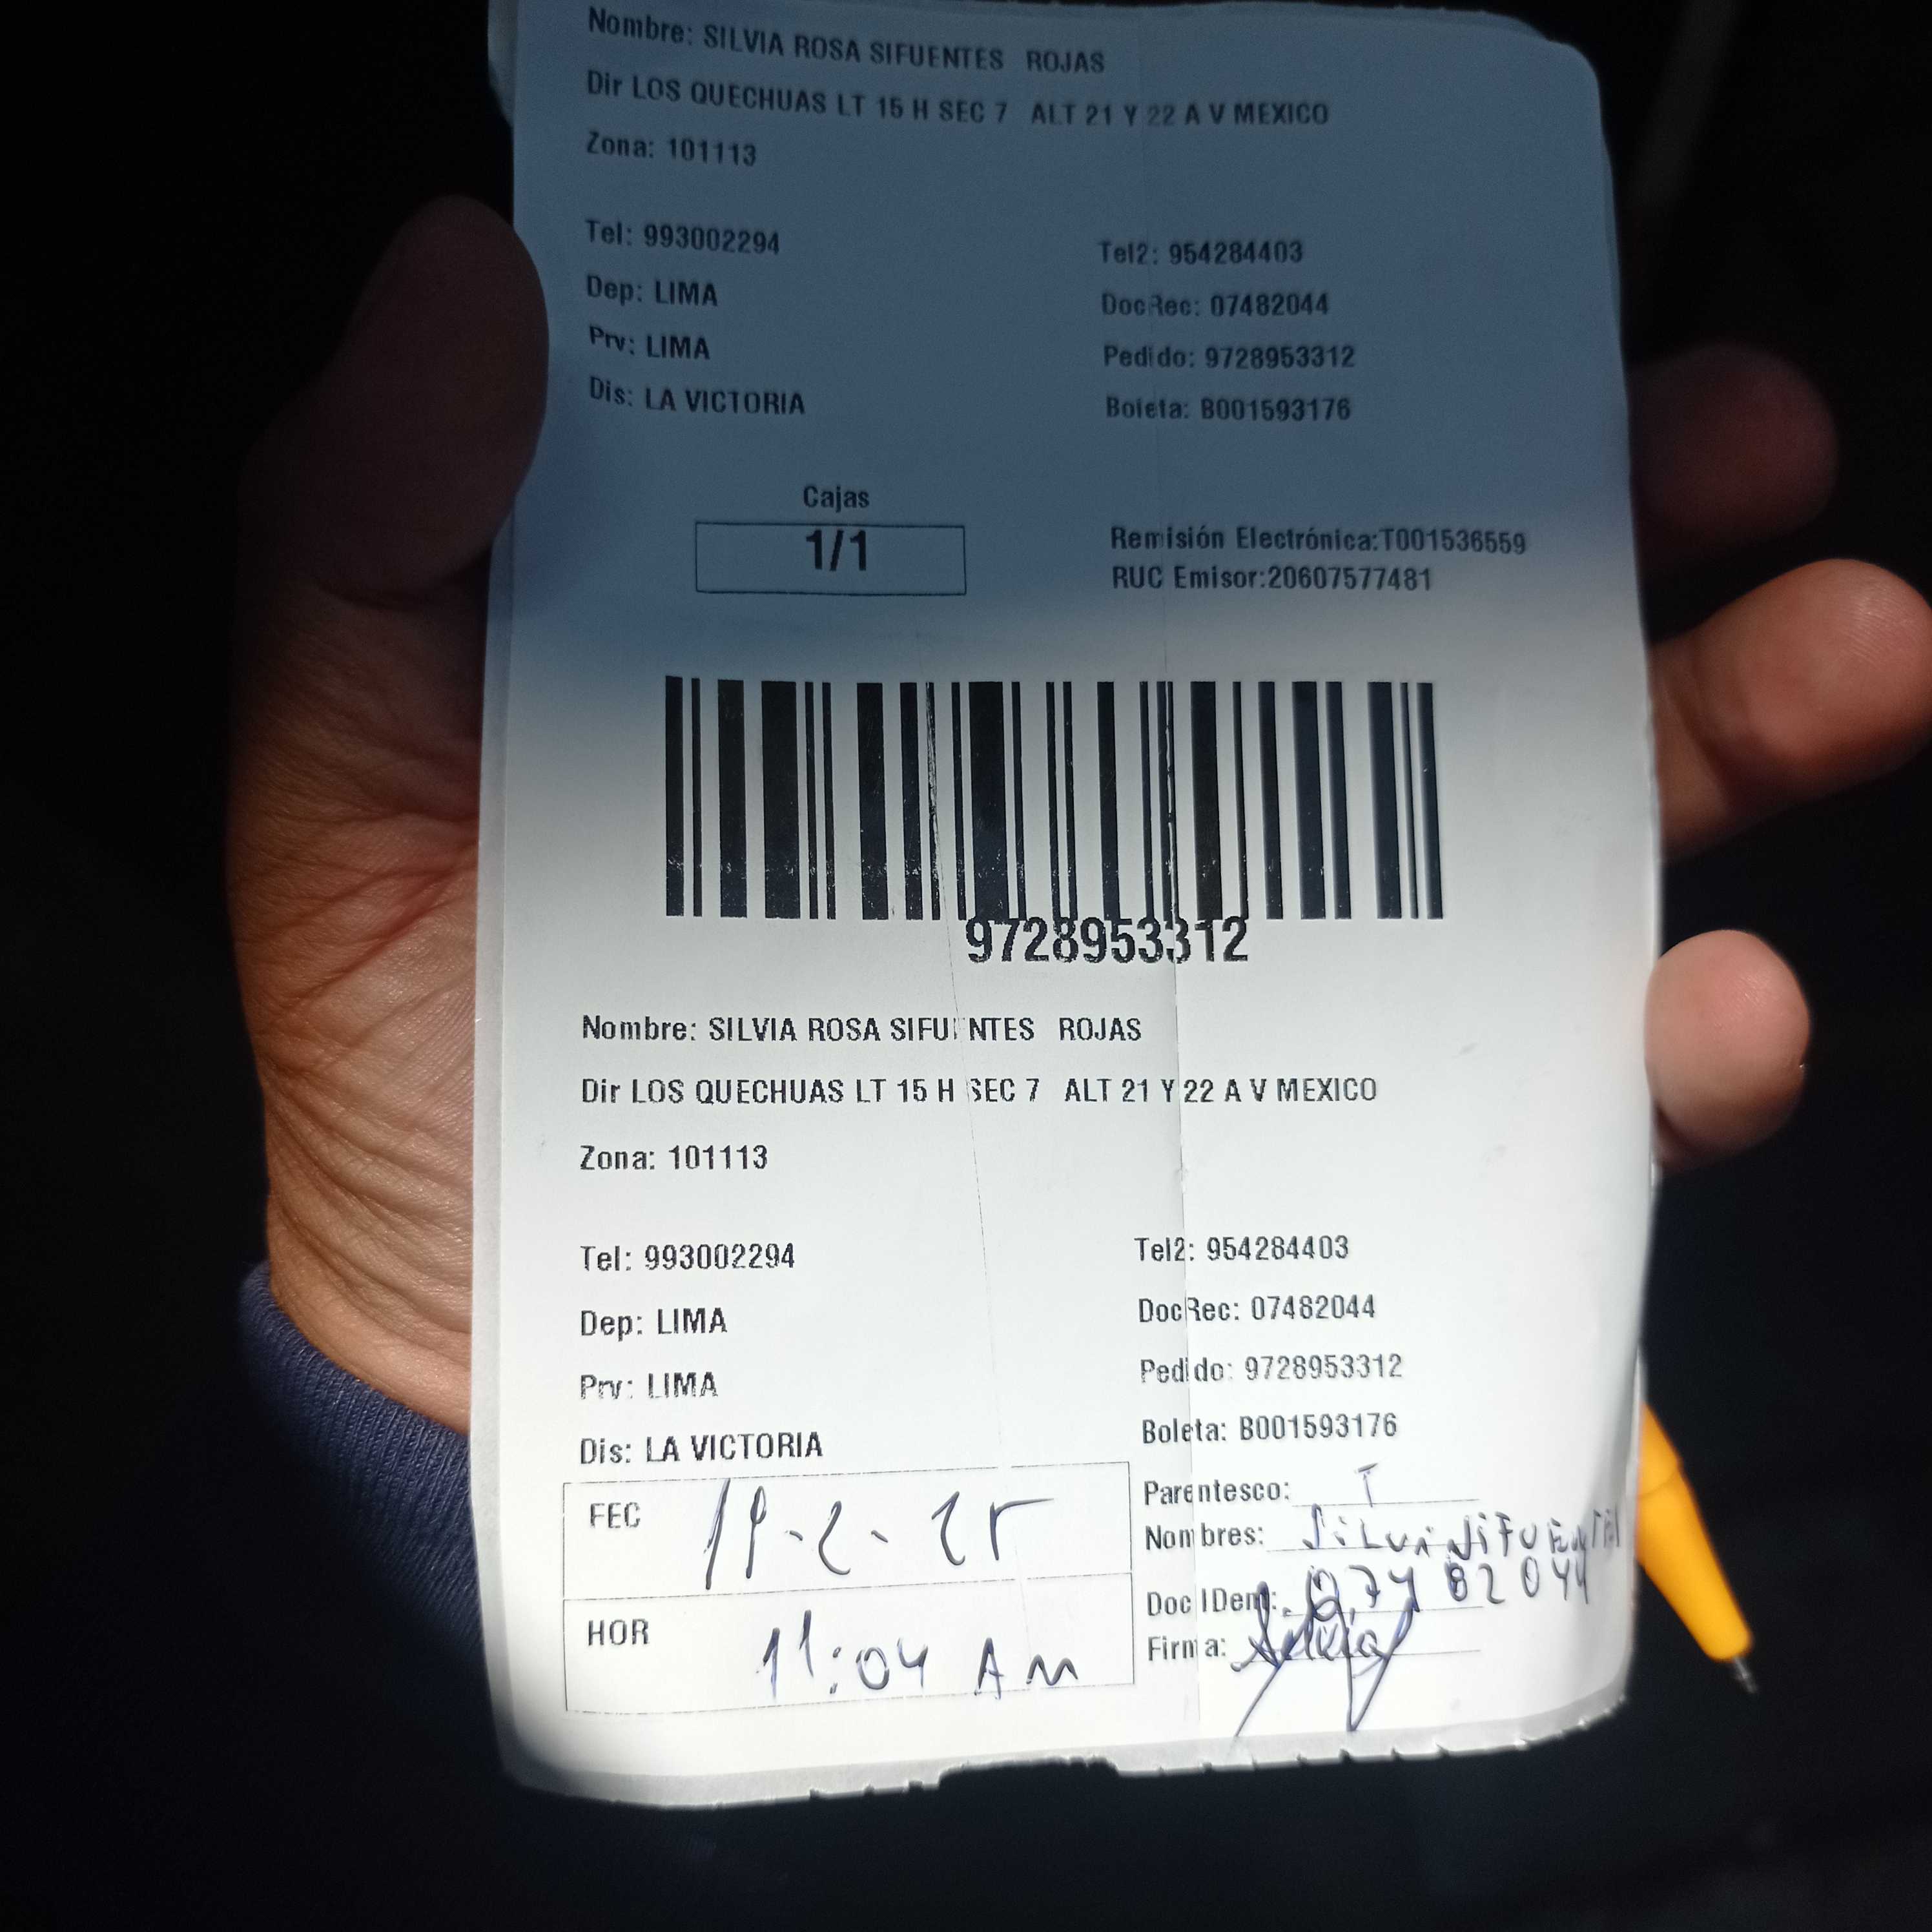 Nombre: SILVIA ROSA SIFUENTES ROJAS
Dir LOS QUECHUAS LT 15 H SEC 7 ALT 21 Y 22 A V MEXICO
Zona: 101113
Tel: 993002294 Tel2: 954284403
Dep: LIMA DocRec: 07482044
Prv: LIMA Pedido: 9728953312
Dis: LA VICTORIA Boleta: B001593176
Cajas
1/1
Remisión Electrónica:T001536559
RUC Emisor:20607577481
9728953312
Nombre: SILVIA ROSA SIFUENTES ROJAS
Dir LOS QUECHUAS LT 15 H SEC 7 ALT 21 Y 22 A V MEXICO
Zona: 101113
Tel: 993002294 Tel2: 954284403
Dep: LIMA DocRec: 07482044
Prv: LIMA Pedido: 9728953312
Dis: LA VICTORIA Boleta: B001593176
FEC 19-2-25
HOR 11:04 AM
Parentesco: T
Nombres:
Doc IDem: 07482044
Firma: